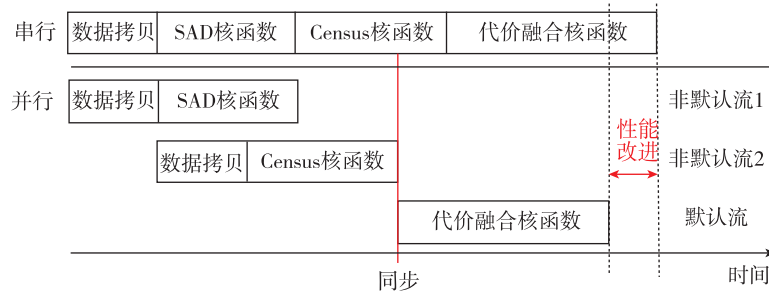 串行 数据拷贝 SAD核函数 Census核函数 代价融合核函数
并行 数据拷贝 SAD核函数 非默认流1
性能
改进
数据拷贝 Census核函数 非默认流2
代价融合核函数 默认流
同步 时间